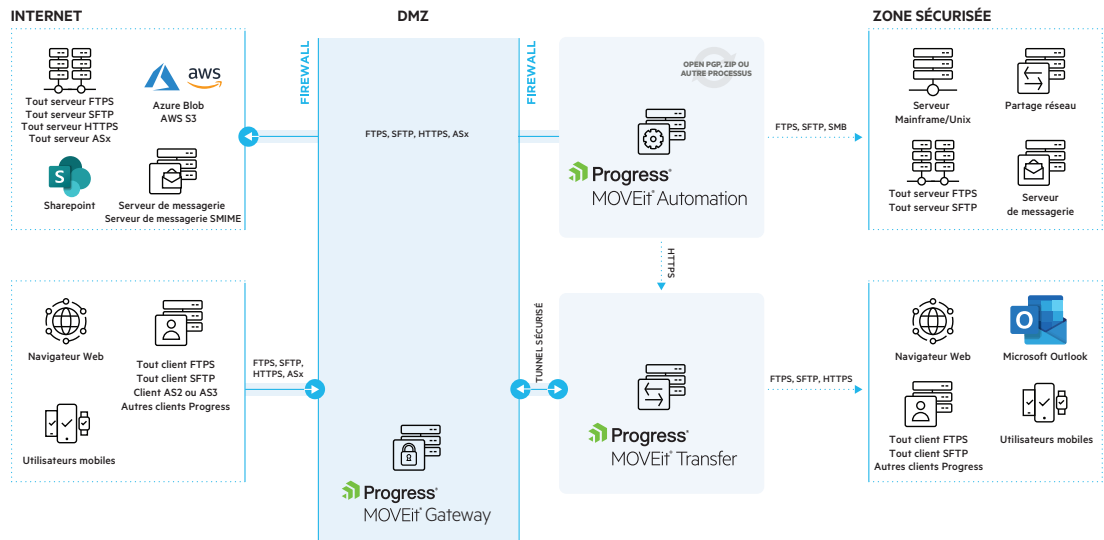 INTERNET
DMZ
ZONE SÉCURISÉE
FIREWALL
FIREWALL
Tout serveur FTPS
Tout serveur SFTP
Tout serveur HTTPS
Tout serveur ASx
aws
Azure Blob
AWS S3
S
Sharepoint
Serveur de messagerie
Serveur de messagerie SMIME
FTPS, SFTP, HTTPS, ASx
OPEN PGP, ZIP OU
AUTRE PROCESSUS
Progress®
MOVEit® Automation
FTPS, SFTP, SMB
Serveur
Mainframe/Unix
Partage réseau
Tout serveur FTPS
Tout serveur SFTP
Serveur
de messagerie
HTTPS
Navigateur Web
Tout client FTPS
Tout client SFTP
Client AS2 ou AS3
Autres clients Progress
Utilisateurs mobiles
FTPS, SFTP,
HTTPS, ASx
TUNNEL SÉCURISÉ
Progress®
MOVEit® Gateway
Progress®
MOVEit® Transfer
FTPS, SFTP, HTTPS
Navigateur Web
O
Microsoft Outlook
Tout client FTPS
Tout client SFTP
Autres clients Progress
Utilisateurs mobiles